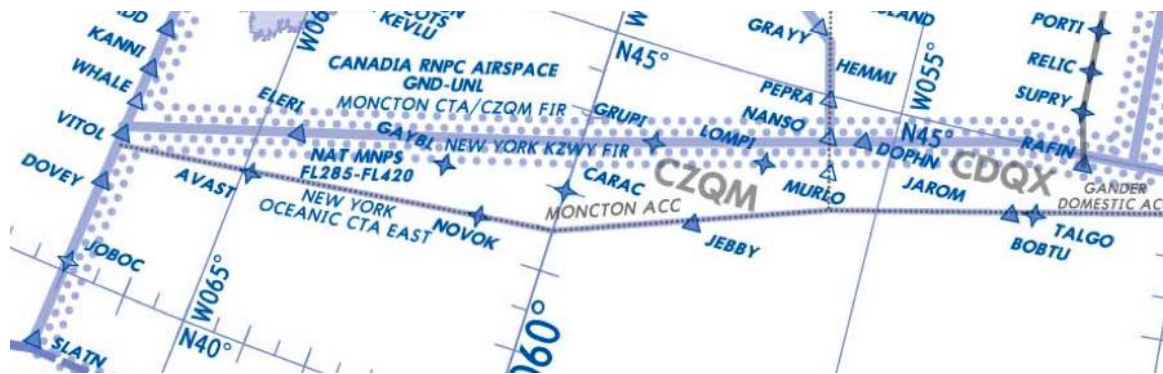 KANNI
WHALE
VITOL
DOVEY
JOBOC
SLATN
KEVLU
CANADIA RNPC AIRSPACE
GND-UNL
MONCTON CTA/CZQM FIR
ELERI
GAYBL
NEW YORK KZWY FIR
NAT MNPS
FL285-FL420
AVAST
NEW YORK
OCEANIC CTA EAST
NOVOK
W065°
N40°
N45°
GRUPI
LOMPI
CARAC
CZQM
MONCTON ACC
JEBBY
060°
GRAYY
HEMMI
PEPRA
NANSO
MURLO
DOPHN
JAROM
W055°
N45°
CDQX
PORTI
RELIC
SUPRY
RAFIN
GANDER
DOMESTIC AC
TALGO
BOBTU